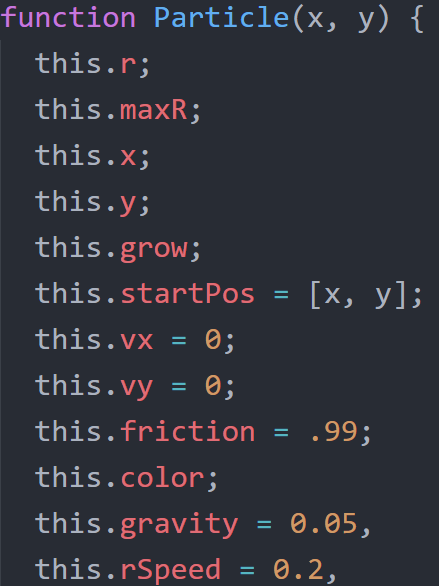 function Particle(x, y) {
  this.r;
  this.maxR;
  this.x;
  this.y;
  this.grow;
  this.startPos = [x, y];
  this.vx = 0;
  this.vy = 0;
  this.friction = .99;
  this.color;
  this.gravity = 0.05,
  this.rSpeed = 0.2,